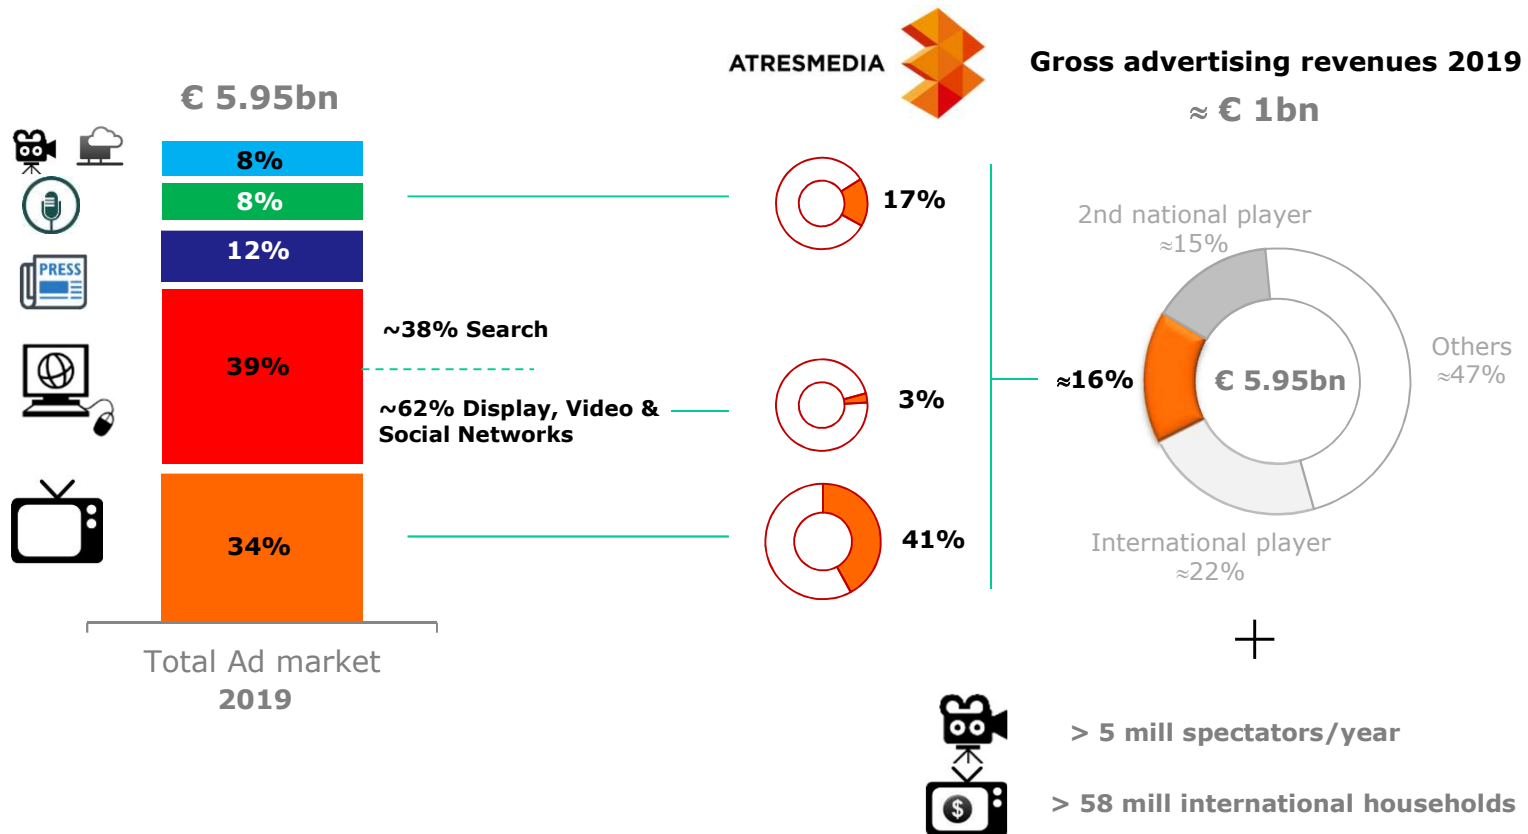 ATRESMEDIA
Gross advertising revenues 2019
≈ € 1bn
€ 5.95bn
8%
8%
12%
PRESS
39%
34%
~38% Search
~62% Display, Video &
Social Networks
Total Ad market
2019
17%
3%
41%
≈16%
2nd national player
≈15%
Others
≈47%
€ 5.95bn
International player
≈22%
+
> 5 mill spectators/year
$
> 58 mill international households